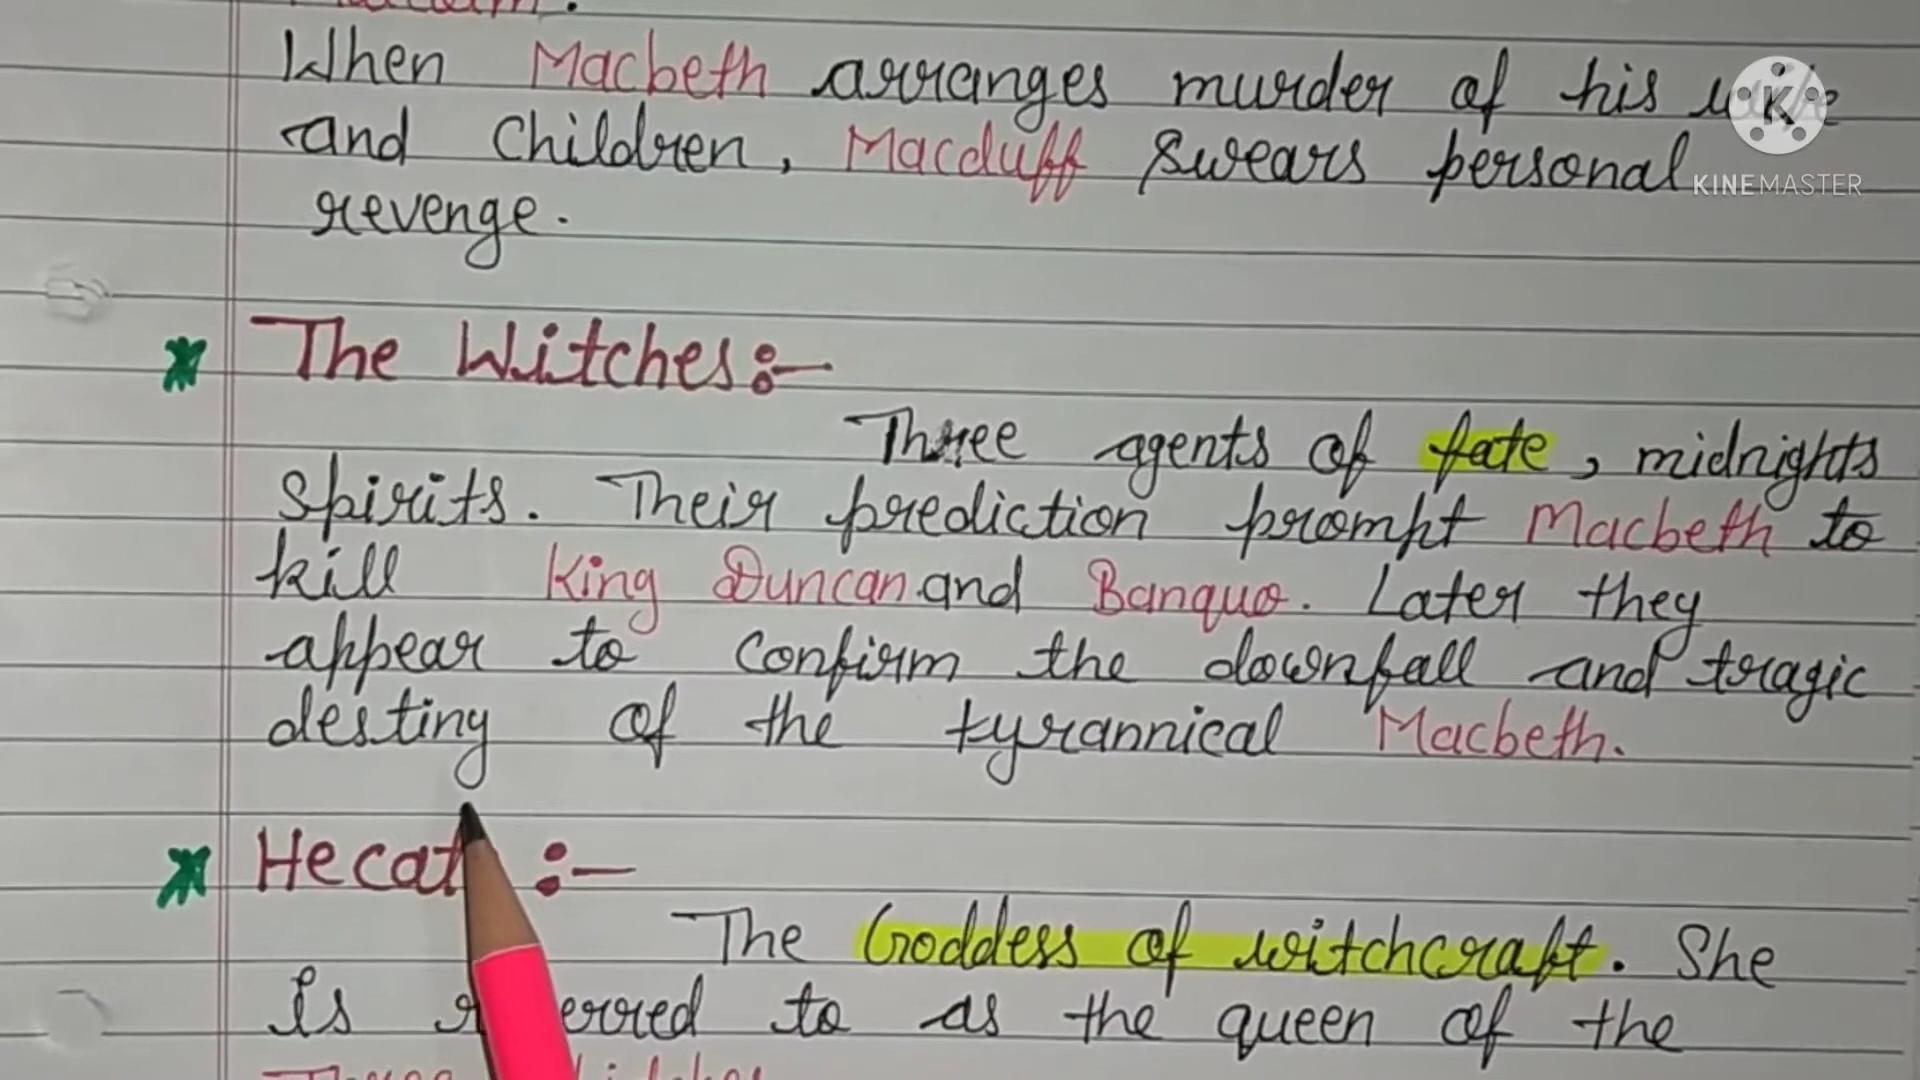 When Macbeth arranges murder of his wife
and children, Macduff swears personal
revenge.
KINEMASTER
The Witches:-
Three agents of fate, midnights
spirits. Their prediction prompt Macbeth to
kill King Duncan and Banquo. Later they
appear to confirm the downfall and tragic
destiny of the tyrannical Macbeth.
Hecat :-
The Goddess of witchcraft. She
is referred to as the queen of the